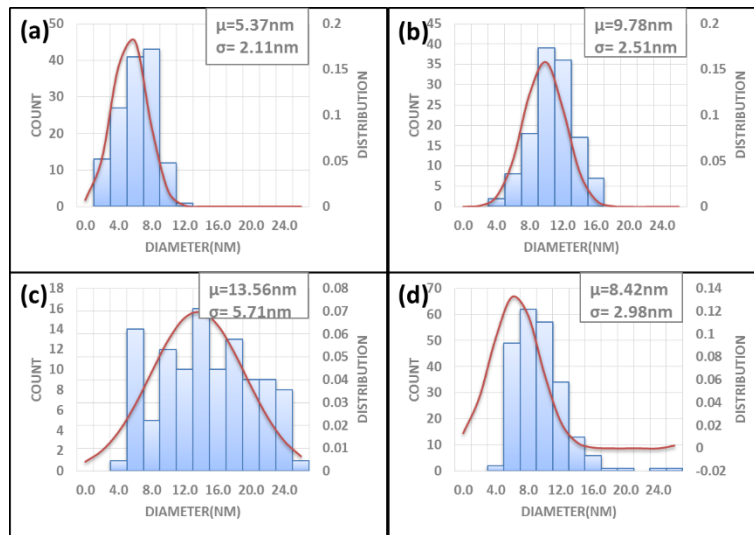 (a)
μ=5.37nm
σ= 2.11nm
COUNT
50
40
30
20
10
0
0.2
0.15
0.1
0.05
0
DISTRIBUTION
0.0 4.0 8.0 12.0 16.0 20.0 24.0
DIAMETER(NM)
(b)
μ=9.78nm
σ= 2.51nm
COUNT
45
40
35
30
25
20
15
10
5
0
0.2
0.15
0.1
0.05
0
DISTRIBUTION
0.0 4.0 8.0 12.0 16.0 20.0 24.0
DIAMETER(NM)
(c)
μ=13.56nm
σ= 5.71nm
COUNT
18
16
14
12
10
8
6
4
2
0
0.08
0.07
0.06
0.05
0.04
0.03
0.02
0.01
0
DISTRIBUTION
0.0 4.0 8.0 12.0 16.0 20.0 24.0
DIAMETER(NM)
(d)
μ=8.42nm
σ= 2.98nm
COUNT
70
60
50
40
30
20
10
0
0.14
0.12
0.1
0.08
0.06
0.04
0.02
0
-0.02
DISTRIBUTION
0.0 4.0 8.0 12.0 16.0 20.0 24.0
DIAMETER(NM)